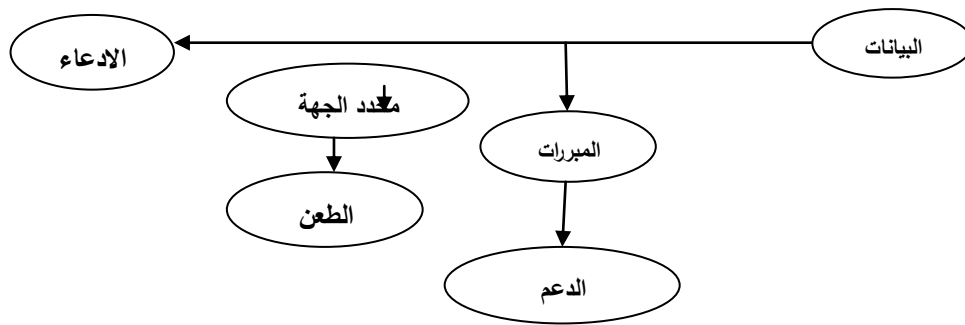 البيانات
الادعاء
محدد الجهة
المبررات
الطعن
الدعم